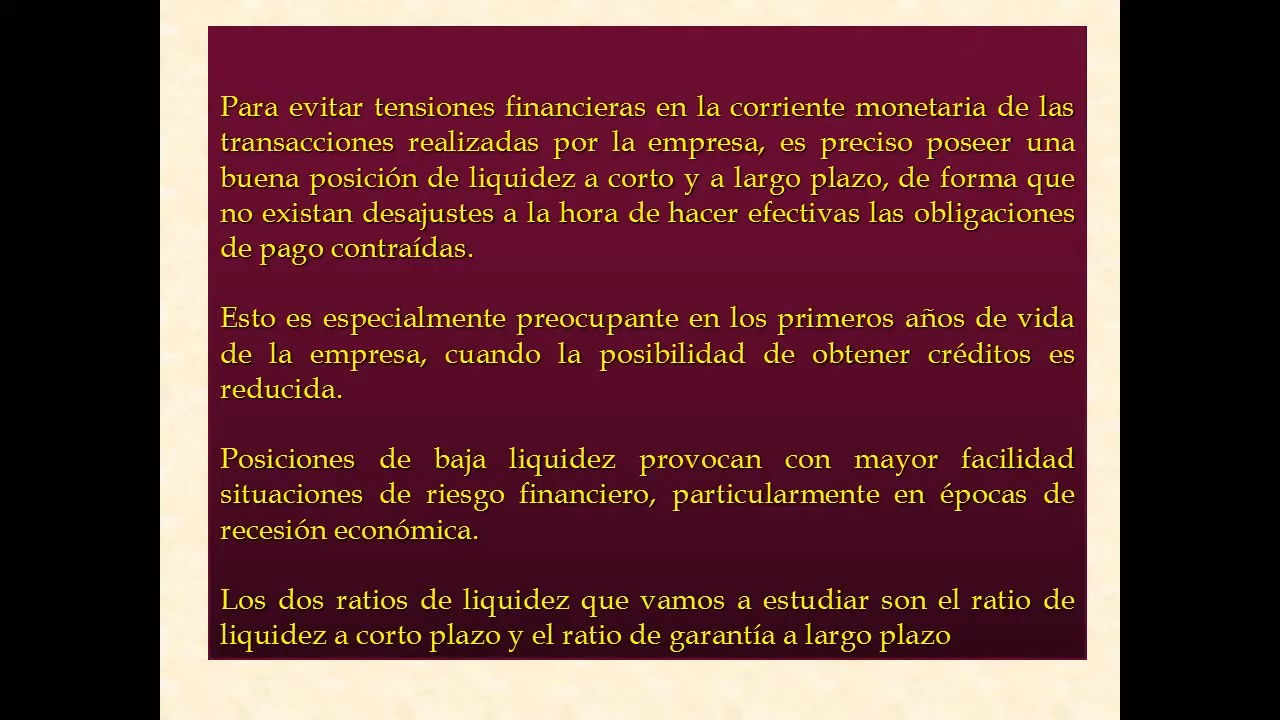 Para evitar tensiones financieras en la corriente monetaria de las
transacciones realizadas por la empresa, es preciso poseer una
buena posición de liquidez a corto y a largo plazo, de forma que
no existan desajustes a la hora de hacer efectivas las obligaciones
de pago contraídas.
Esto es especialmente preocupante en los primeros años de vida
de la empresa, cuando la posibilidad de obtener créditos es
reducida.
Posiciones de baja liquidez provocan con mayor facilidad
situaciones de riesgo financiero, particularmente en épocas de
recesión económica.
Los dos ratios de liquidez que vamos a estudiar son el ratio de
liquidez a corto plazo y el ratio de garantía a largo plazo